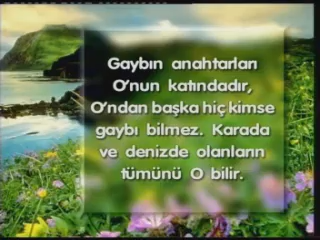 Gaybın anahtarları
O'nun katındadır,
O'ndan başka hiç kimse
gaybı bilmez. Karada
ve denizde olanların
tümünü O bilir.